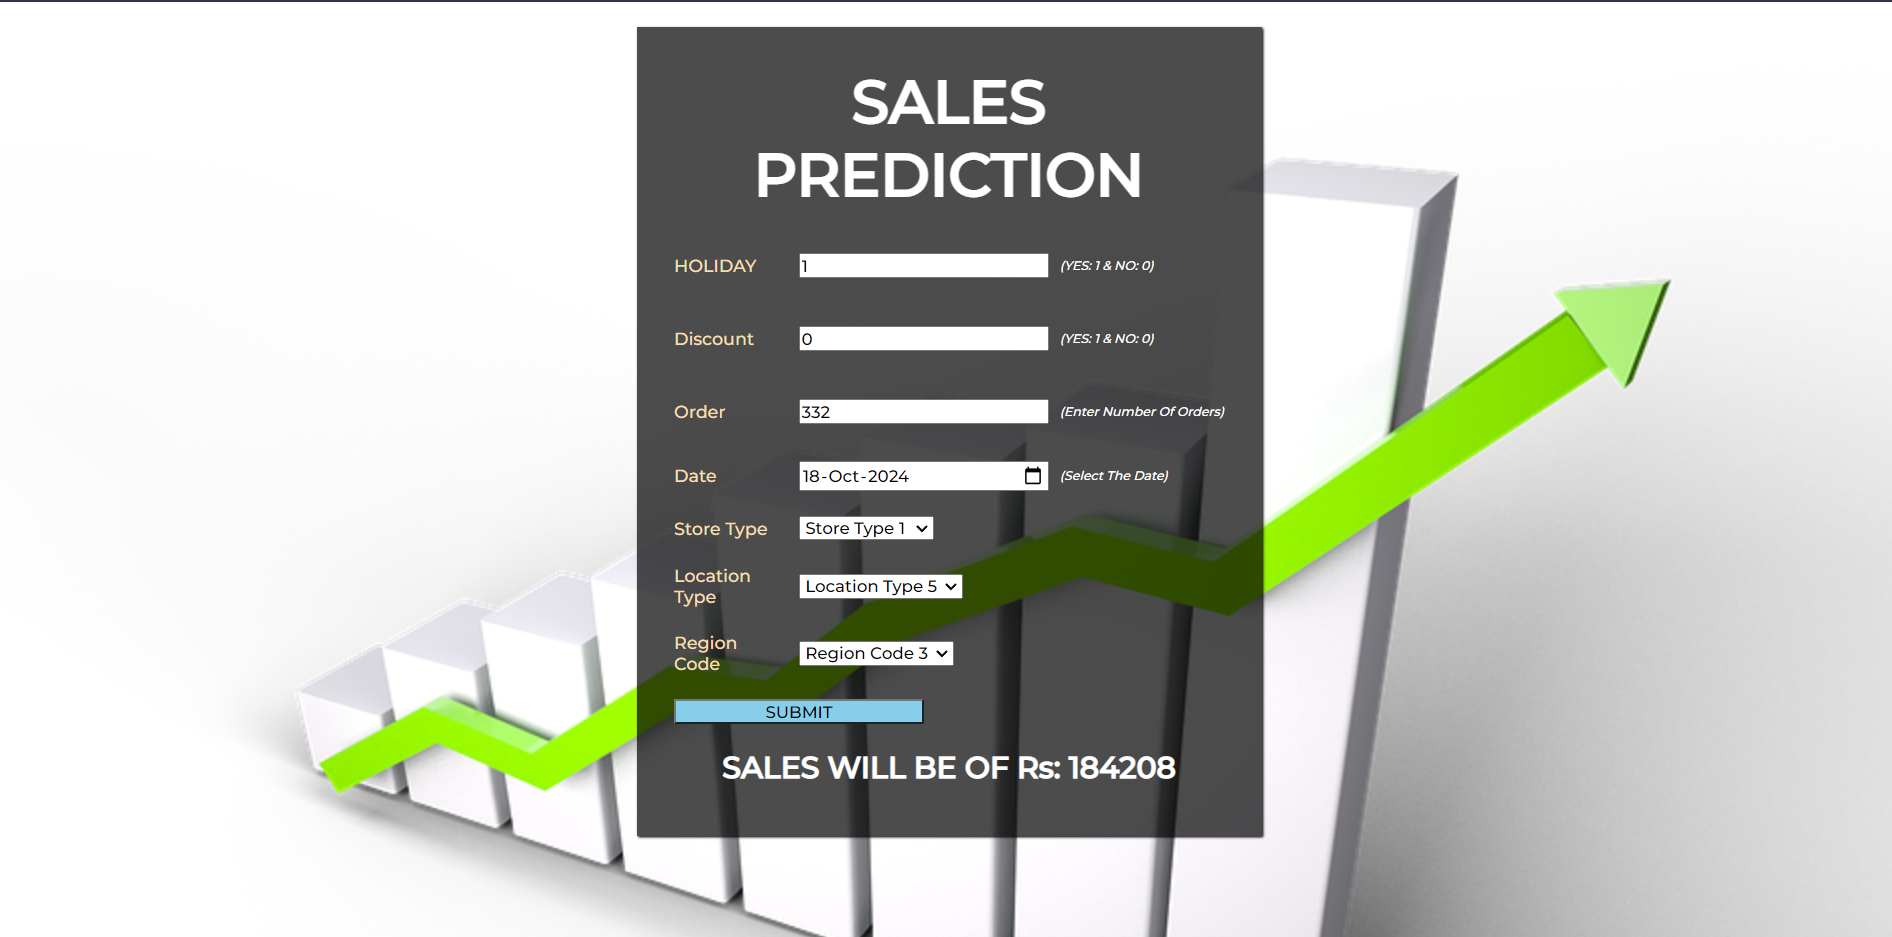 SALES
PREDICTION
HOLIDAY 1 (YES: 1 & NO: 0)
Discount 0 (YES: 1 & NO: 0)
Order 332 (Enter Number Of Orders)
Date 18-Oct-2024 (Select The Date)
Store Type Store Type 1
Location
Type
Location Type 5
Region
Code
Region Code 3
SUBMIT
SALES WILL BE OF Rs: 184208